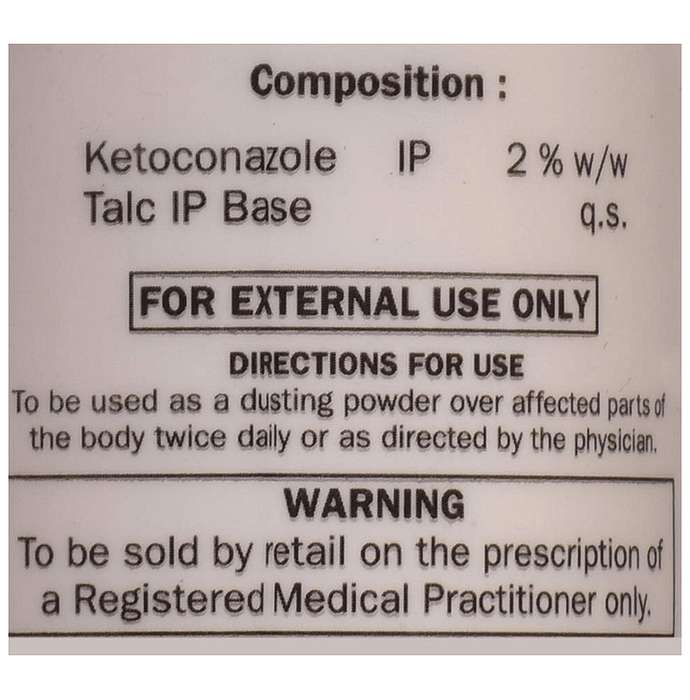 Composition :
Ketoconazole IP 2 % w/w
Talc IP Base q.s.
FOR EXTERNAL USE ONLY
DIRECTIONS FOR USE
To be used as a dusting powder over affected parts of
the body twice daily or as directed by the physician.
WARNING
To be sold by retail on the prescription of
a Registered Medical Practitioner only.